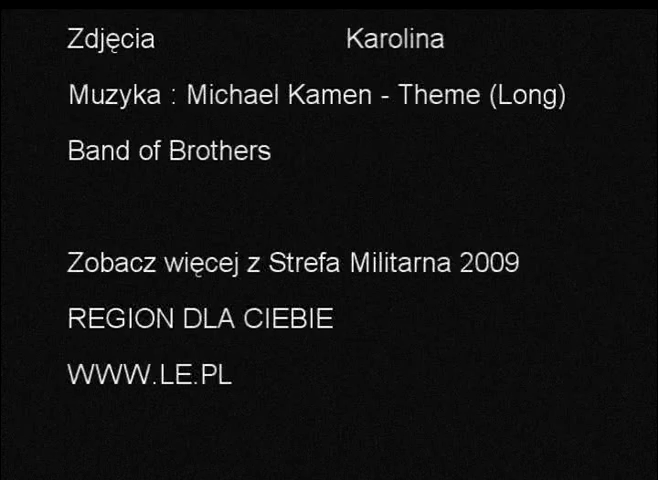 Zdjęcia Karolina
Muzyka : Michael Kamen - Theme (Long)
Band of Brothers
Zobacz więcej z Strefa Militarna 2009
REGION DLA CIEBIE
WWW.LE.PL